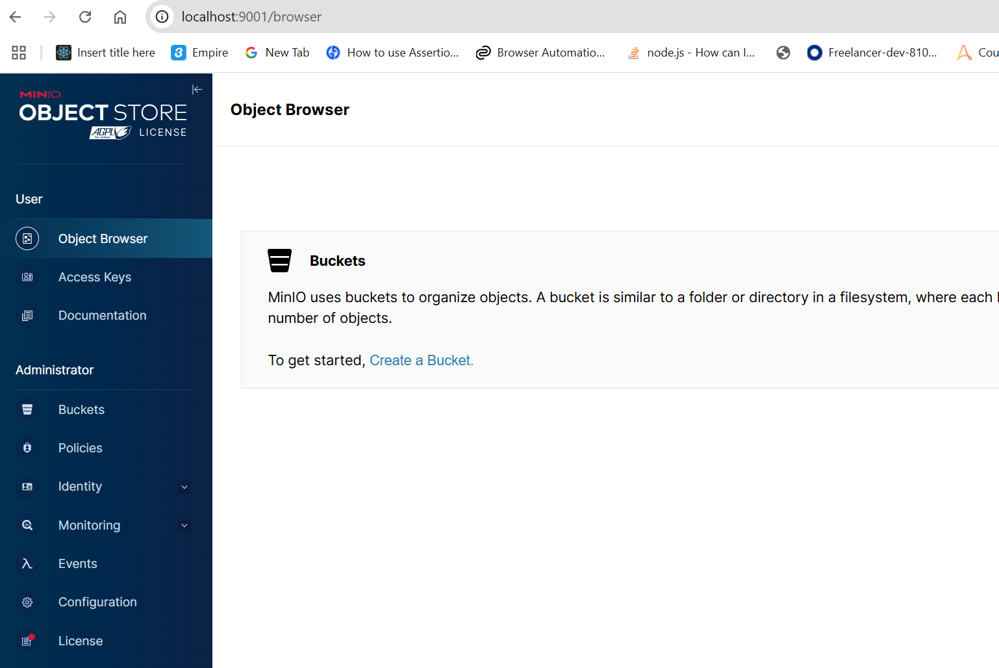 localhost:9001/browser
Insert title here
Empire
New Tab
How to use Assertio...
Browser Automatio...
node.js - How can I...
Freelancer-dev-810...
Cou
MINIO
OBJECT STORE
AGPL
LICENSE
Object Browser
User
Object Browser
Access Keys
Documentation
Administrator
Buckets
Policies
Identity
Monitoring
Events
Configuration
License
Buckets
MinIO uses buckets to organize objects. A bucket is similar to a folder or directory in a filesystem, where each
number of objects.
To get started, Create a Bucket.